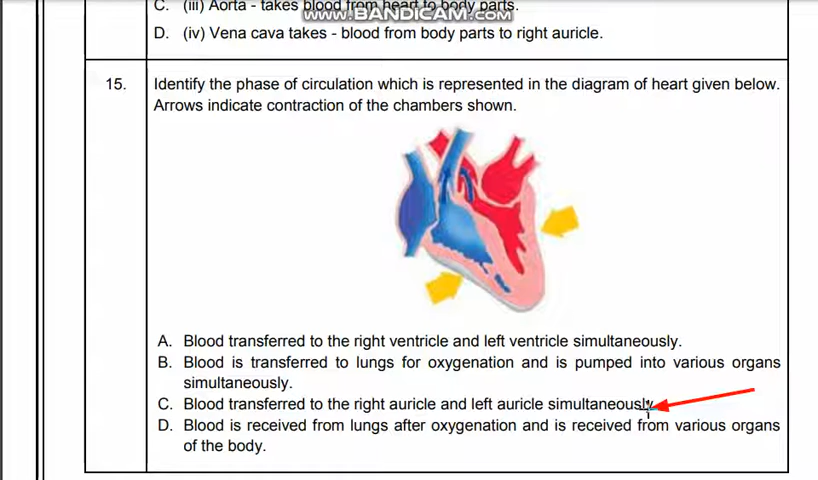 C. (iii) Aorta - takes blood from heart to body parts.
www.BANDICAM.com
D. (iv) Vena cava takes - blood from body parts to right auricle.
15. Identify the phase of circulation which is represented in the diagram of heart given below.
Arrows indicate contraction of the chambers shown.
A. Blood transferred to the right ventricle and left ventricle simultaneously.
B. Blood is transferred to lungs for oxygenation and is pumped into various organs
simultaneously.
C. Blood transferred to the right auricle and left auricle simultaneously.
D. Blood is received from lungs after oxygenation and is received from various organs
of the body.